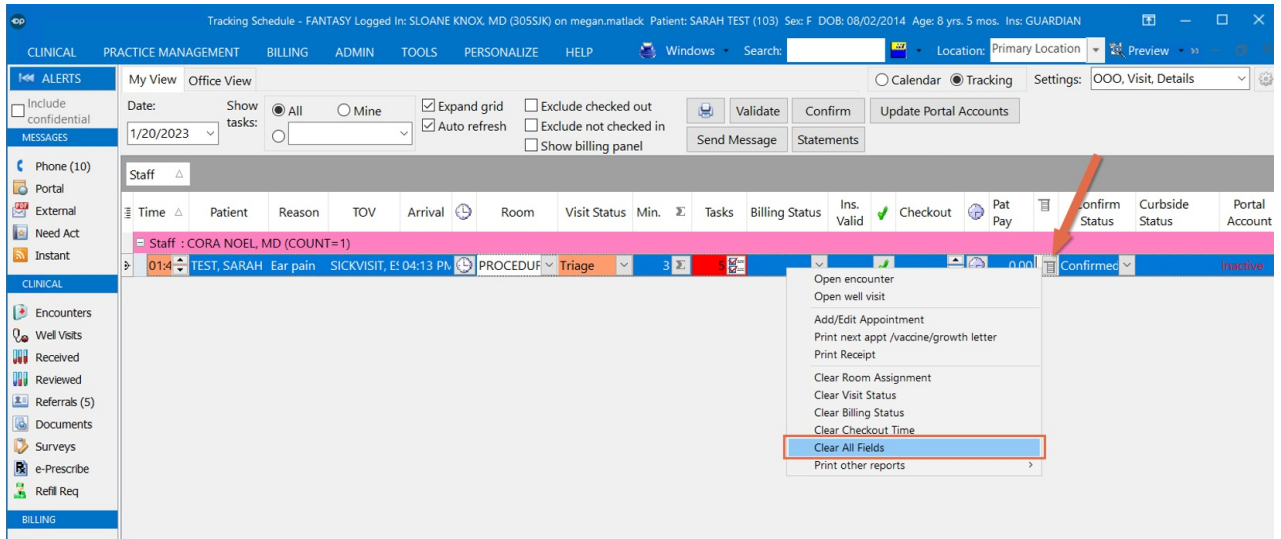 Tracking Schedule - FANTASY Logged In: SLOANE KNOX, MD (305SJK) on megan.matlack Patient: SARAH TEST (103) Sex: F DOB: 08/02/2014 Age: 8 yrs. 5 mos. Ins: GUARDIAN
CLINICAL PRACTICE MANAGEMENT BILLING ADMIN TOOLS PERSONALIZE HELP Windows Search: Location: Primary Location Preview
ALERTS
Include confidential
MESSAGES
Phone (10)
Portal
External
Need Act
Instant
CLINICAL
Encounters
Well Visits
Received
Reviewed
Referrals (5)
Documents
Surveys
e-Prescribe
Refill Req
BILLING
My View Office View Calendar Tracking Settings: OOO, Visit, Details
Date: Show tasks: All Mine Expand grid Exclude checked out Validate Confirm Update Portal Accounts
1/20/2023 Auto refresh Exclude not checked in Send Message Statements
Show billing panel
Staff
Time Patient Reason TOV Arrival Room Visit Status Min. Σ Tasks Billing Status Ins. Valid Checkout Pat Pay Confirm Status Curbside Status Portal Account
Staff : CORA NOEL, MD (COUNT=1)
01:4 TEST, SARAH Ear pain SICKVISIT, E: 04:13 PM PROCEDUF Triage 3 Σ 5 0.00 Confirmed Inactive
Open encounter
Open well visit
Add/Edit Appointment
Print next appt /vaccine/growth letter
Print Receipt
Clear Room Assignment
Clear Visit Status
Clear Billing Status
Clear Checkout Time
Clear All Fields
Print other reports